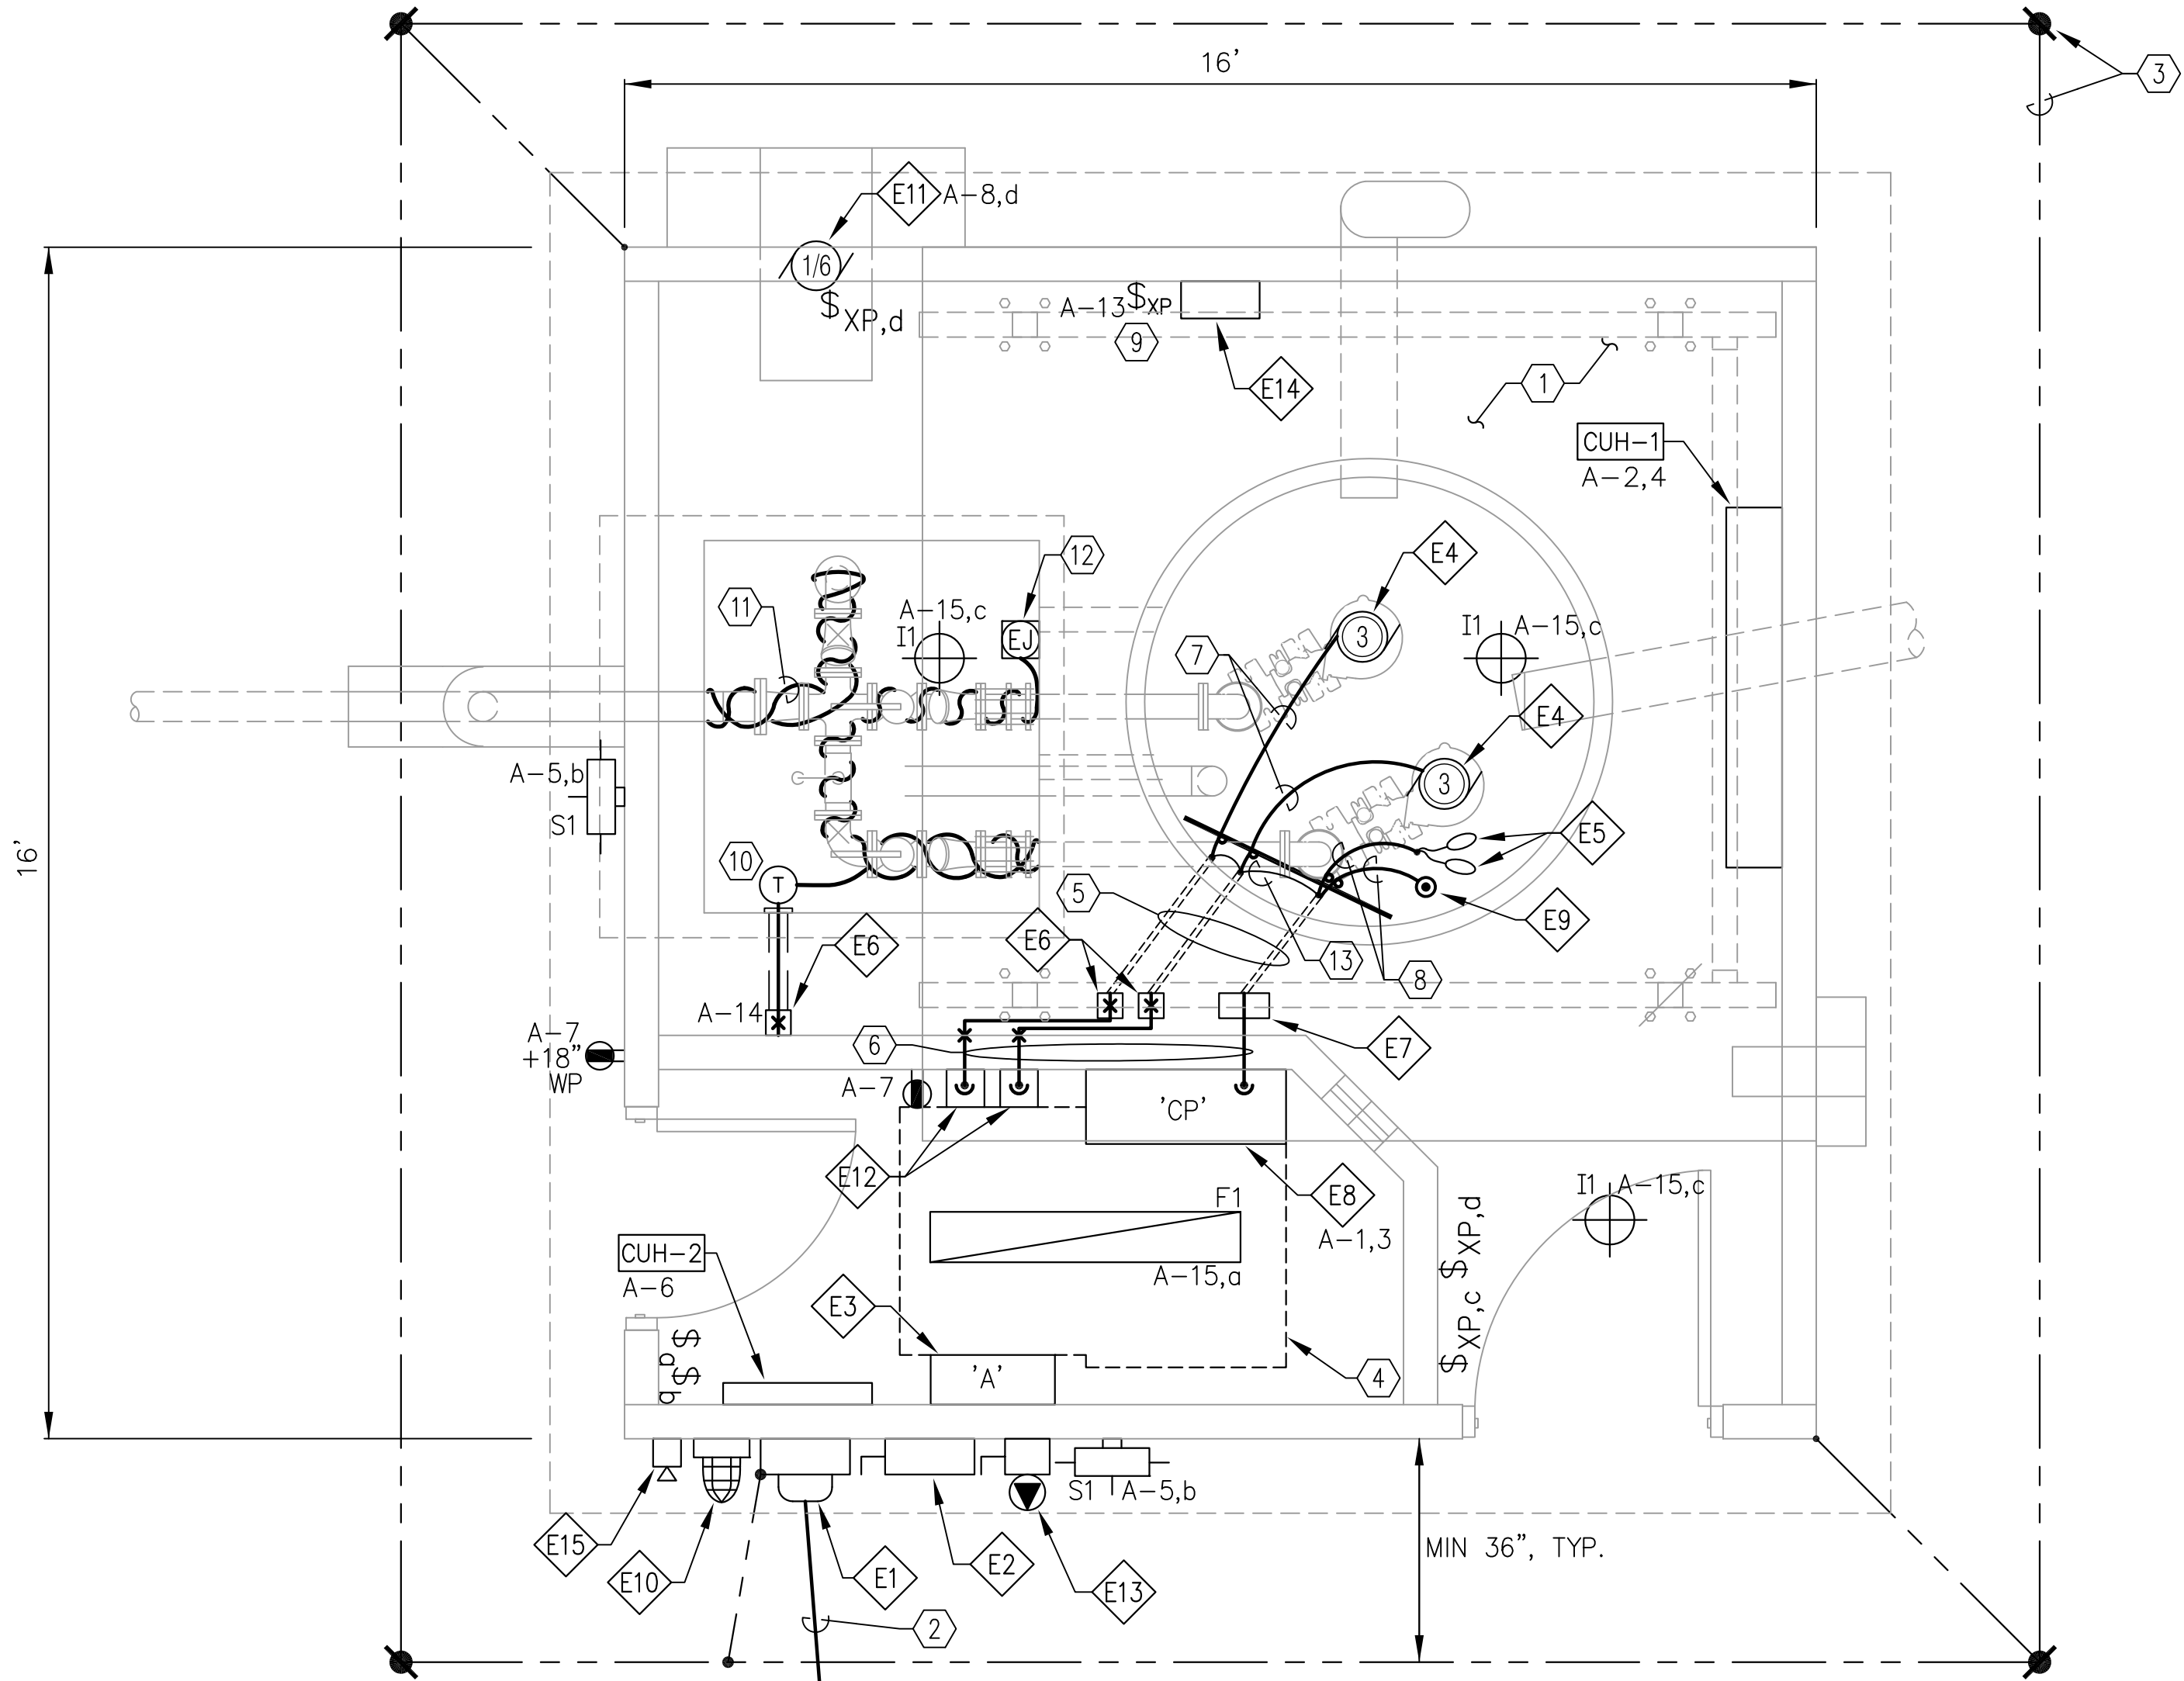 16'
3
E11
A-8,d
1/6
$XP,d
A-13
$XP
9
E14
1
CUH-1
A-2,4
12
E4
11
A-15,c
I1
EJ
3
7
I1
A-15,c
E4
A-5,b
S1
3
E5
10
T
5
E6
E6
13
8
E9
A-14
6
E7
A-7
+18"
WP
A-7
'CP'
E12
E8
A-1,3
F1
A-15,a
I1
A-15,c
$XP,c
$XP,d
CUH-2
A-6
E3
'A'
4
b $
a $
16'
S1
A-5,b
MIN 36", TYP.
E15
E10
E1
E2
E13
2